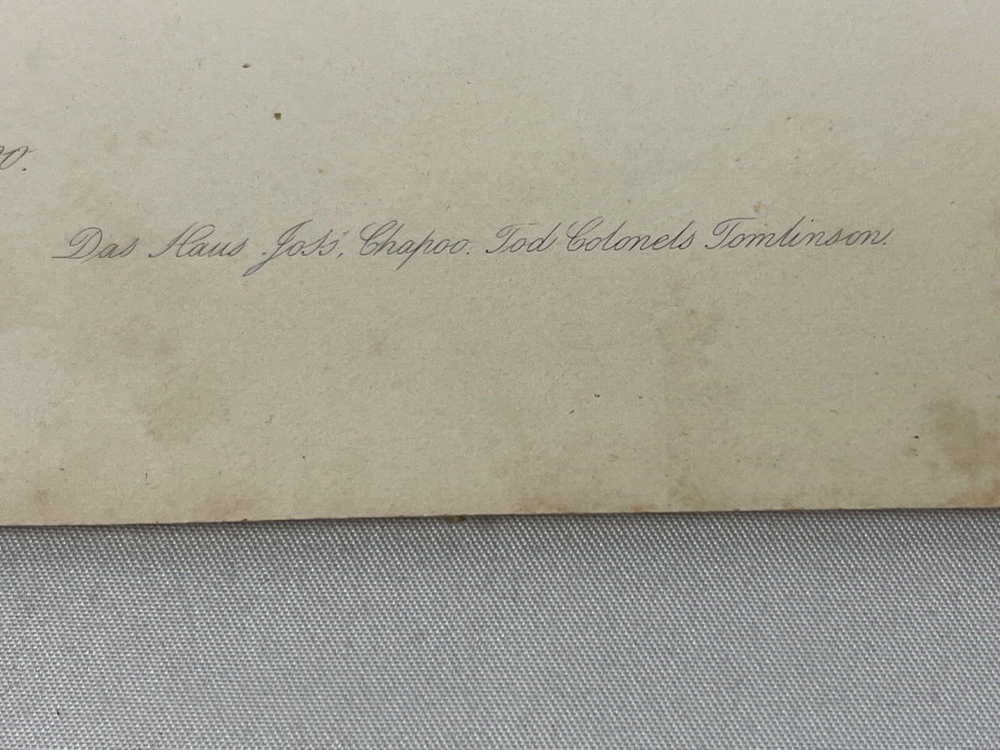 Das Haus Joss, Chapoo. Tod Colonels Tomlinson.